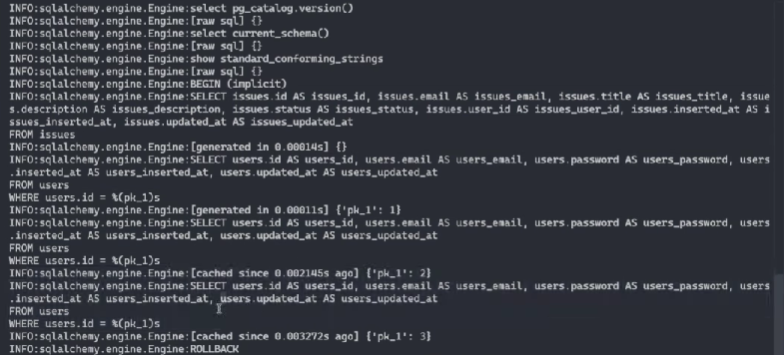 INFO:sqlalchemy.engine.Engine:select pg_catalog.version()
INFO:sqlalchemy.engine.Engine:[raw sql] {}
INFO:sqlalchemy.engine.Engine:select current_schema()
INFO:sqlalchemy.engine.Engine:[raw sql] {}
INFO:sqlalchemy.engine.Engine:show standard_conforming_strings
INFO:sqlalchemy.engine.Engine:[raw sql] {}
INFO:sqlalchemy.engine.Engine:BEGIN (implicit)
INFO:sqlalchemy.engine.Engine:SELECT issues.id AS issues_id, issues.email AS issues_email, issues.title AS issues_title, issue
s.description AS issues_description, issues.status AS issues_status, issues.user_id AS issues_user_id, issues.inserted_at AS i
ssues_inserted_at, issues.updated_at AS issues_updated_at
FROM issues
INFO:sqlalchemy.engine.Engine:[generated in 0.00014s] {}
INFO:sqlalchemy.engine.Engine:SELECT users.id AS users_id, users.email AS users_email, users.password AS users_password, users
.inserted_at AS users_inserted_at, users.updated_at AS users_updated_at
FROM users
WHERE users.id = %(pk_1)s
INFO:sqlalchemy.engine.Engine:[generated in 0.00011s] {'pk_1': 1}
INFO:sqlalchemy.engine.Engine:SELECT users.id AS users_id, users.email AS users_email, users.password AS users_password, users
.inserted_at AS users_inserted_at, users.updated_at AS users_updated_at
FROM users
WHERE users.id = %(pk_1)s
INFO:sqlalchemy.engine.Engine:[cached since 0.002145s ago] {'pk_1': 2}
INFO:sqlalchemy.engine.Engine:SELECT users.id AS users_id, users.email AS users_email, users.password AS users_password, users
.inserted_at AS users_inserted_at, users.updated_at AS users_updated_at
FROM users
WHERE users.id = %(pk_1)s
INFO:sqlalchemy.engine.Engine:[cached since 0.003272s ago] {'pk_1': 3}
INFO:sqlalchemy.engine.Engine:ROLLBACK